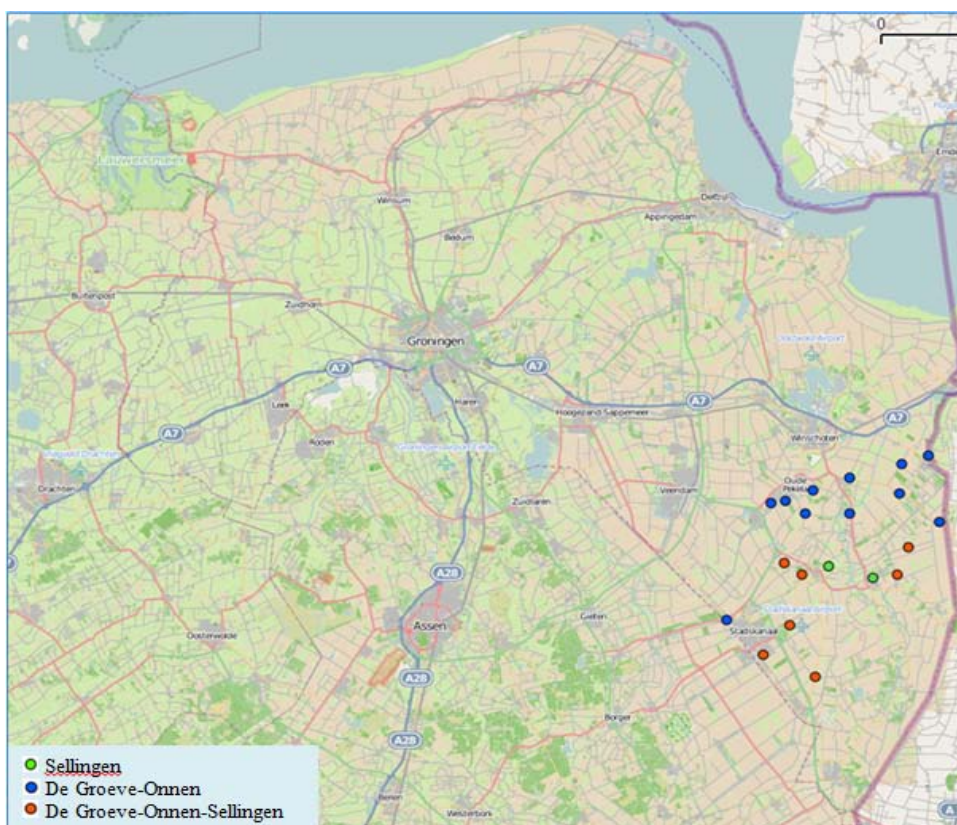 0
Lauwersmeer
Winsum
Bedum
Appingedam
Buitenpost
Zuidhorn
Groningen
A7
A7
Haren
Leek
Roden
Hoogezand-Sappemeer
A7
A7
Winschoten
Drachten
Oude
Pekela
Veendam
Zuidlaren
A28
Assen
Gieten
Stadskanaal
Oosterwolde
A28
Borger
A28
Beilen
Westerbork
Sellingen
De Groeve-Onnen
De Groeve-Onnen-Sellingen